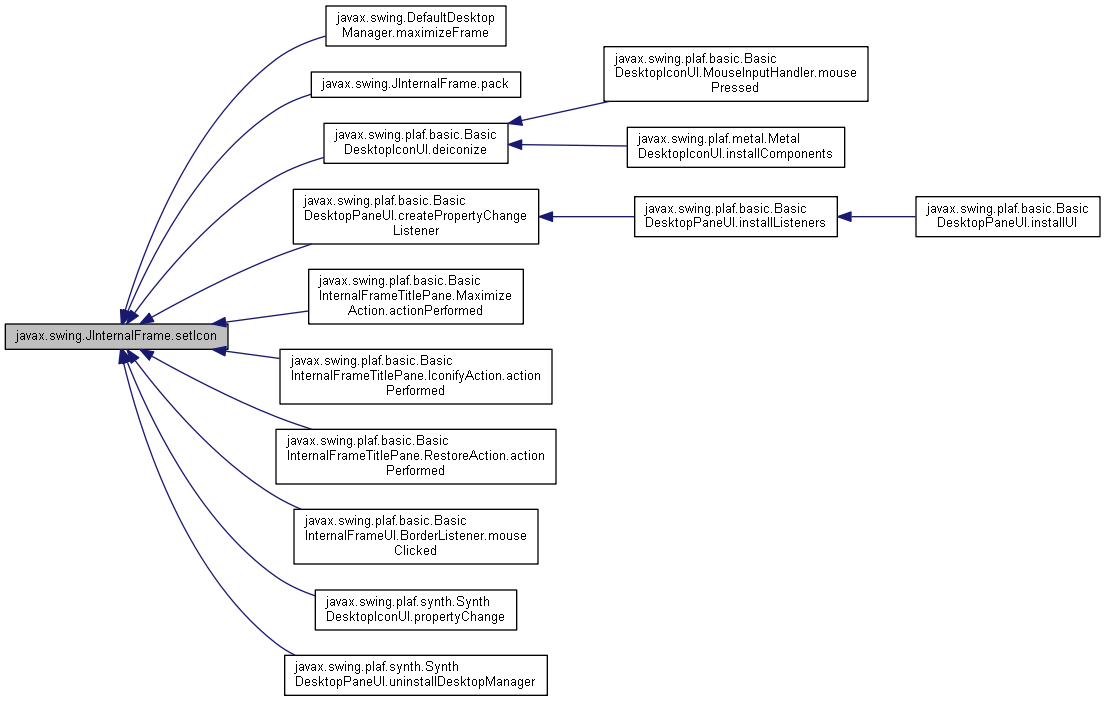 javax.swing.DefaultDesktop
Manager.maximizeFrame
javax.swing.JInternalFrame.pack
javax.swing.plaf.basic.Basic
DesktopIconUI.MouseInputHandler.mouse
Pressed
javax.swing.plaf.basic.Basic
DesktopIconUI.deiconize
javax.swing.plaf.metal.Metal
DesktopIconUI.installComponents
javax.swing.plaf.basic.Basic
DesktopPaneUI.createPropertyChange
Listener
javax.swing.plaf.basic.Basic
DesktopPaneUI.installListeners
javax.swing.plaf.basic.Basic
DesktopPaneUI.installUI
javax.swing.plaf.basic.Basic
InternalFrameTitlePane.Maximize
Action.actionPerformed
javax.swing.JInternalFrame.setIcon
javax.swing.plaf.basic.Basic
InternalFrameTitlePane.IconifyAction.action
Performed
javax.swing.plaf.basic.Basic
InternalFrameTitlePane.RestoreAction.action
Performed
javax.swing.plaf.basic.Basic
InternalFrameUI.BorderListener.mouse
Clicked
javax.swing.plaf.synth.Synth
DesktopIconUI.propertyChange
javax.swing.plaf.synth.Synth
DesktopPaneUI.uninstallDesktopManager